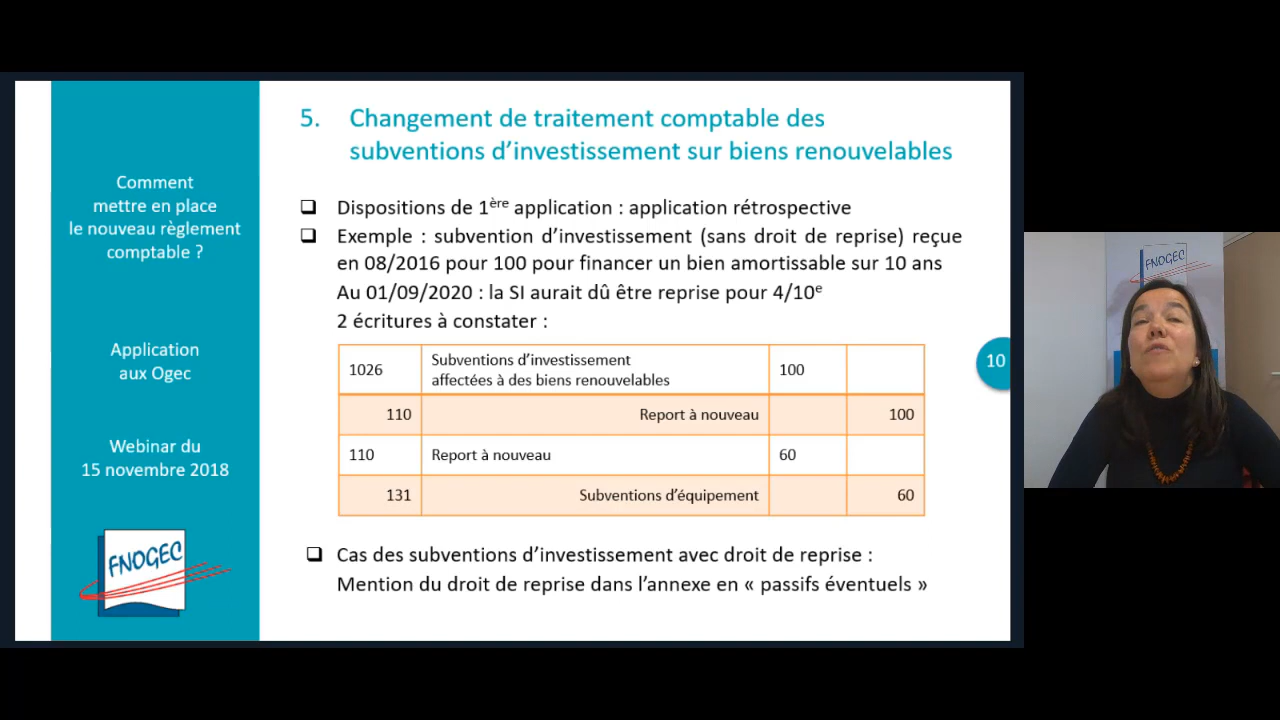 Comment
mettre en place
le nouveau règlement
comptable ?
Application
aux Ogec
Webinar du
15 novembre 2018
FNOGEC
5. Changement de traitement comptable des
subventions d’investissement sur biens renouvelables
❑ Dispositions de 1ère application : application rétrospective
❑ Exemple : subvention d’investissement (sans droit de reprise) reçue
en 08/2016 pour 100 pour financer un bien amortissable sur 10 ans
Au 01/09/2020 : la SI aurait dû être reprise pour 4/10e
2 écritures à constater :
1026 Subventions d’investissement
affectées à des biens renouvelables 100
110 Report à nouveau 100
110 Report à nouveau 60
131 Subventions d’équipement 60
❑ Cas des subventions d’investissement avec droit de reprise :
Mention du droit de reprise dans l’annexe en « passifs éventuels »
10
FNOGEC